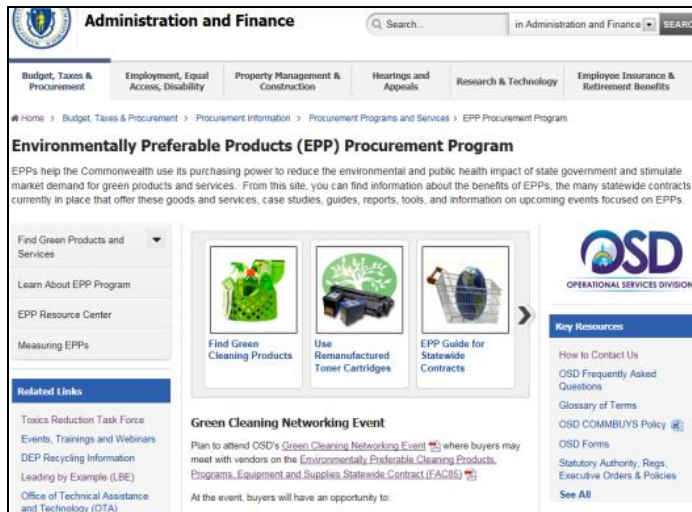 Administration and Finance
Search...
in Administration and Finance
SEARC
Budget, Taxes &
Procurement
Employment, Equal
Access, Disability
Property Management &
Construction
Hearings and
Appeals
Research & Technology
Employee Insurance &
Retirement Benefits
Home > Budget, Taxes & Procurement > Procurement Information > Procurement Programs and Services > EPP Procurement Program
Environmentally Preferable Products (EPP) Procurement Program
EPPs help the Commonwealth use its purchasing power to reduce the environmental and public health impact of state government and stimulate
market demand for green products and services. From this site, you can find information about the benefits of EPPs, the many statewide contracts
currently in place that offer these goods and services, case studies, guides, reports, tools, and information on upcoming events focused on EPPs.
Find Green Products and
Services
Learn About EPP Program
EPP Resource Center
Measuring EPPs
Related Links
Toxics Reduction Task Force
Events, Trainings and Webinars
DEP Recycling Information
Leading by Example (LBE)
Office of Technical Assistance
and Technology (OTA)
Find Green
Cleaning Products
Use
Remanufactured
Toner Cartridges
EPP Guide for
Statewide
Contracts
Green Cleaning Networking Event
Plan to attend OSD's Green Cleaning Networking Event where buyers may
meet with vendors on the Environmentally Preferable Cleaning Products,
Programs, Equipment and Supplies Statewide Contract (FAC85)
At the event, buyers will have an opportunity to:
OSD
OPERATIONAL SERVICES DIVISION
Key Resources
How to Contact Us
OSD Frequently Asked
Questions
Glossary of Terms
OSD COMMBUYS Policy
OSD Forms
Statutory Authority, Regs,
Executive Orders & Policies
See All